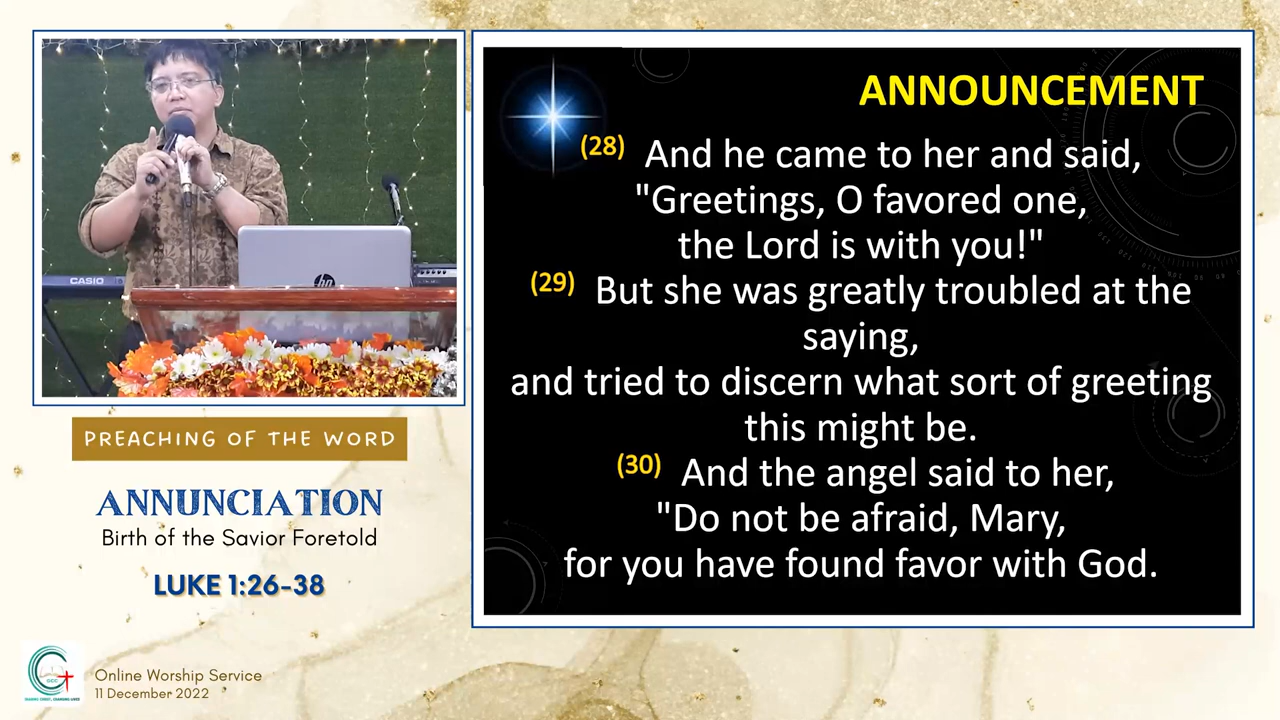 ANNOUNCEMENT
(28) And he came to her and said,
"Greetings, O favored one,
the Lord is with you!"
(29) But she was greatly troubled at the
saying,
and tried to discern what sort of greeting
this might be.
(30) And the angel said to her,
"Do not be afraid, Mary,
for you have found favor with God.
CASIO
hp
PREACHING OF THE WORD
ANNUNCIATION
Birth of the Savior Foretold
LUKE 1:26-38
Online Worship Service
11 December 2022